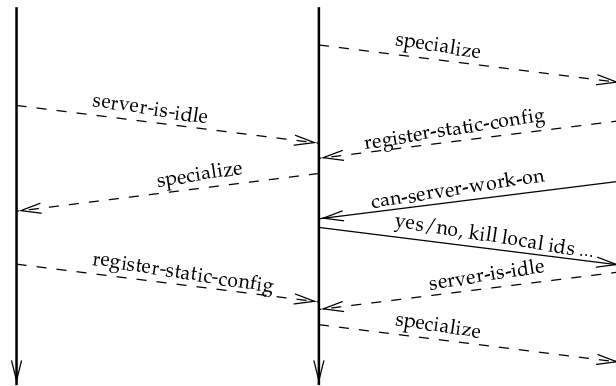 specialize
server-is-idle
register-static-config
specialize
can-server-work-on
yes/no, kill local ids ...
register-static-config
server-is-idle
specialize